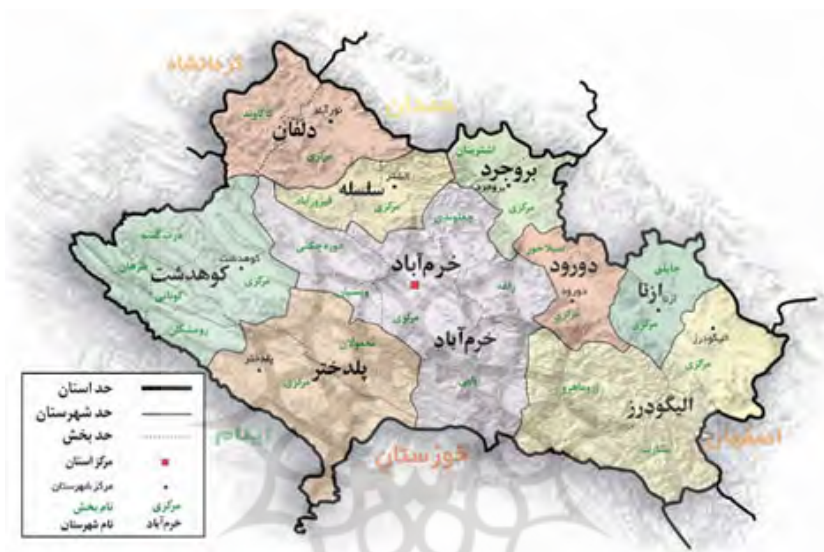 کرمانشاه
همدان
کاکاوند
نورآباد
دلفان
مرکزی
اشترینان
بروجرد
بروجرد
مرکزی
الشتر
سلسله
فیروزآباد
مرکزی
چغلوندی
درب گنبد
کوهدشت
طرهان
کوهدشت
مرکزی
کونانی
رومشکان
دوره چگنی
خرم‌آباد
ویسیان
مرکزی
زاغه
خرم‌آباد
پاپی
سیلاخور
دورود
دورود
مرکزی
جاپلق
ازنا
ازنا
مرکزی
الیگودرز
مرکزی
الیگودرز
معمولان
پلدختر
پلدختر
مرکزی
ایلام
خوزستان
اصفهان
حد استان
حد شهرستان
حد بخش
مرکز استان
مرکز شهرستان
نام بخش مرکزی
نام شهرستان خرم‌آباد